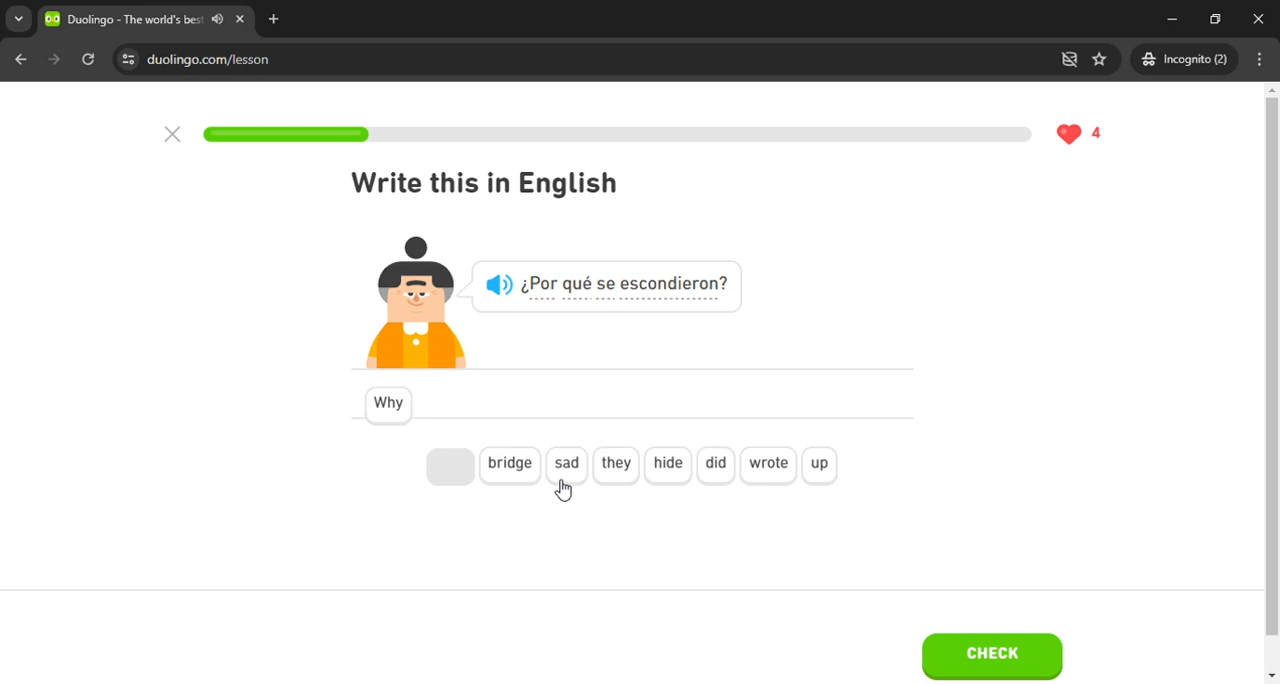 Duolingo - The world's bes
duolingo.com/lesson
Incognito (2)
4
Write this in English
¿Por qué se escondieron?
Why
bridge sad they hide did wrote up
CHECK